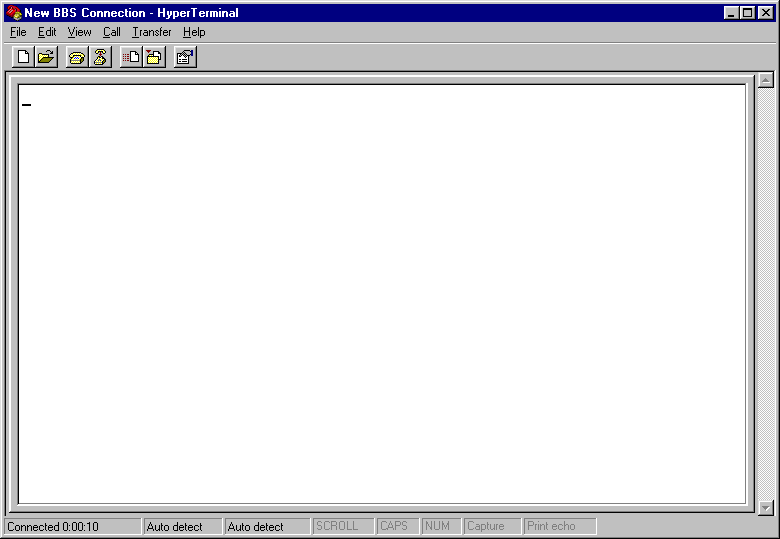 New BBS Connection - HyperTerminal
File Edit View Call Transfer Help
Connected 0:00:10 Auto detect Auto detect SCROLL CAPS NUM Capture Print echo